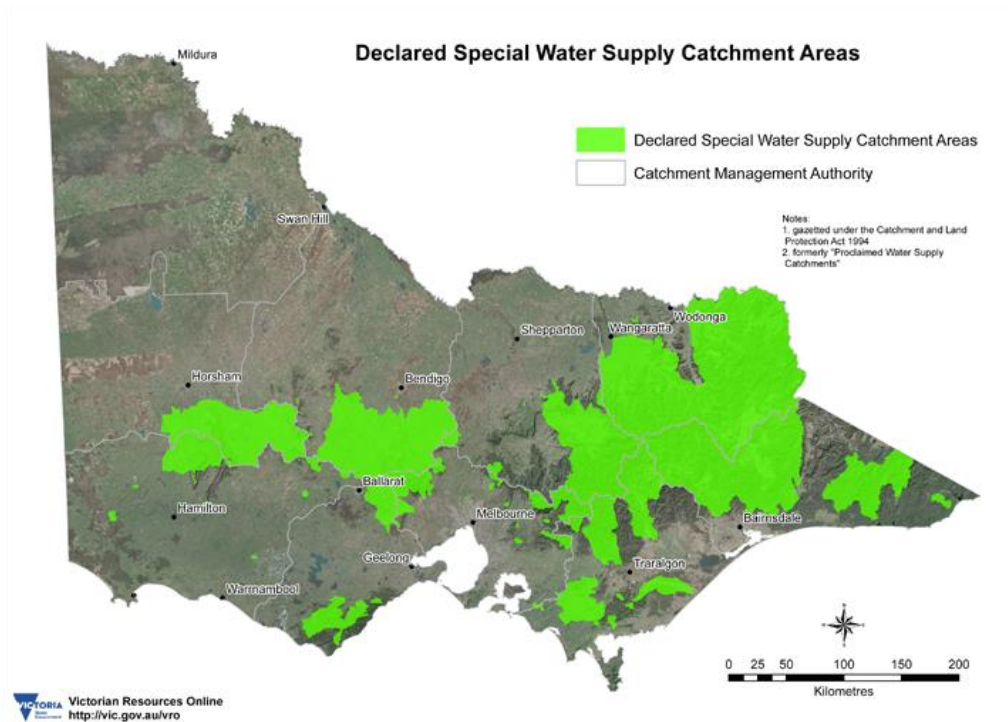 Declared Special Water Supply Catchment Areas
Mildura
Declared Special Water Supply Catchment Areas
Catchment Management Authority
Notes:
1. gazetted under the Catchment and Land
Protection Act 1994
2. formerly "Proclaimed Water Supply
Catchments"
Swan Hill
Wodonga
Shepparton
Wangaratta
Horsham
Bendigo
Ballarat
Hamilton
Melbourne
Bairnsdale
Geelong
Traralgon
Warrnambool
0 25 50 100 150 200
Kilometres
VICTORIA
Victorian Resources Online
http://vic.gov.au/vro